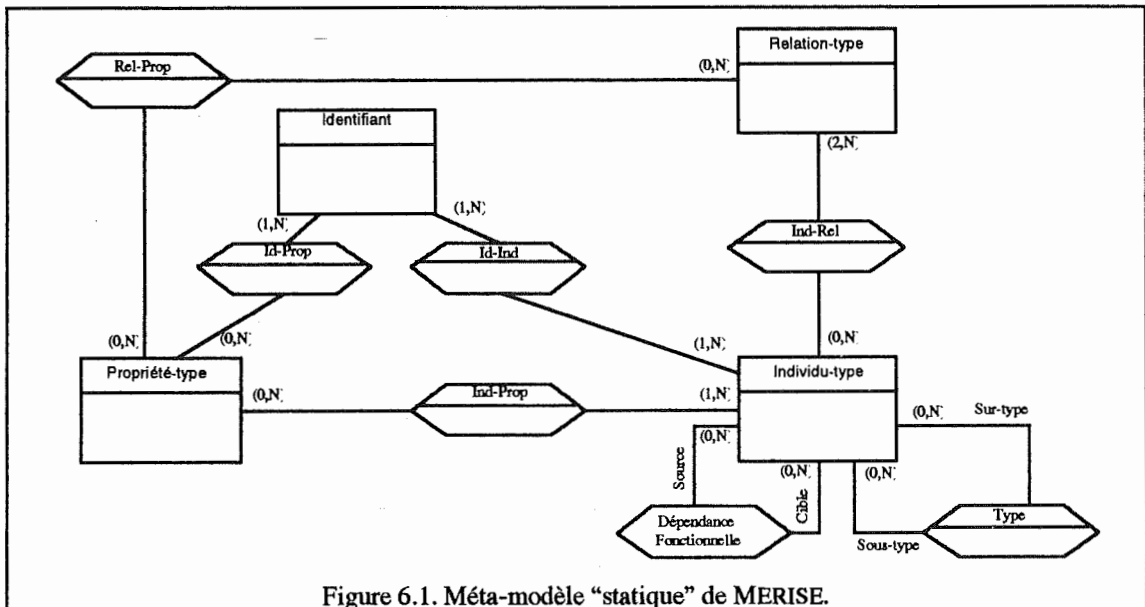 Relation-type
Rel-Prop
(0,N)
Identifiant
(2,N)
(1,N)
(1,N)
Id-Prop
Id-Ind
Ind-Rel
(0,N)
(0,N)
(1,N)
(0,N)
Propriété-type
Individu-type
(0,N)
Ind-Prop
(1,N)
(0,N)
Sur-type
(0,N)
Source
(0,N)
(0,N)
Cible
Dépendance
Fonctionnelle
Type
Sous-type
Figure 6.1. Méta-modèle “statique” de MERISE.